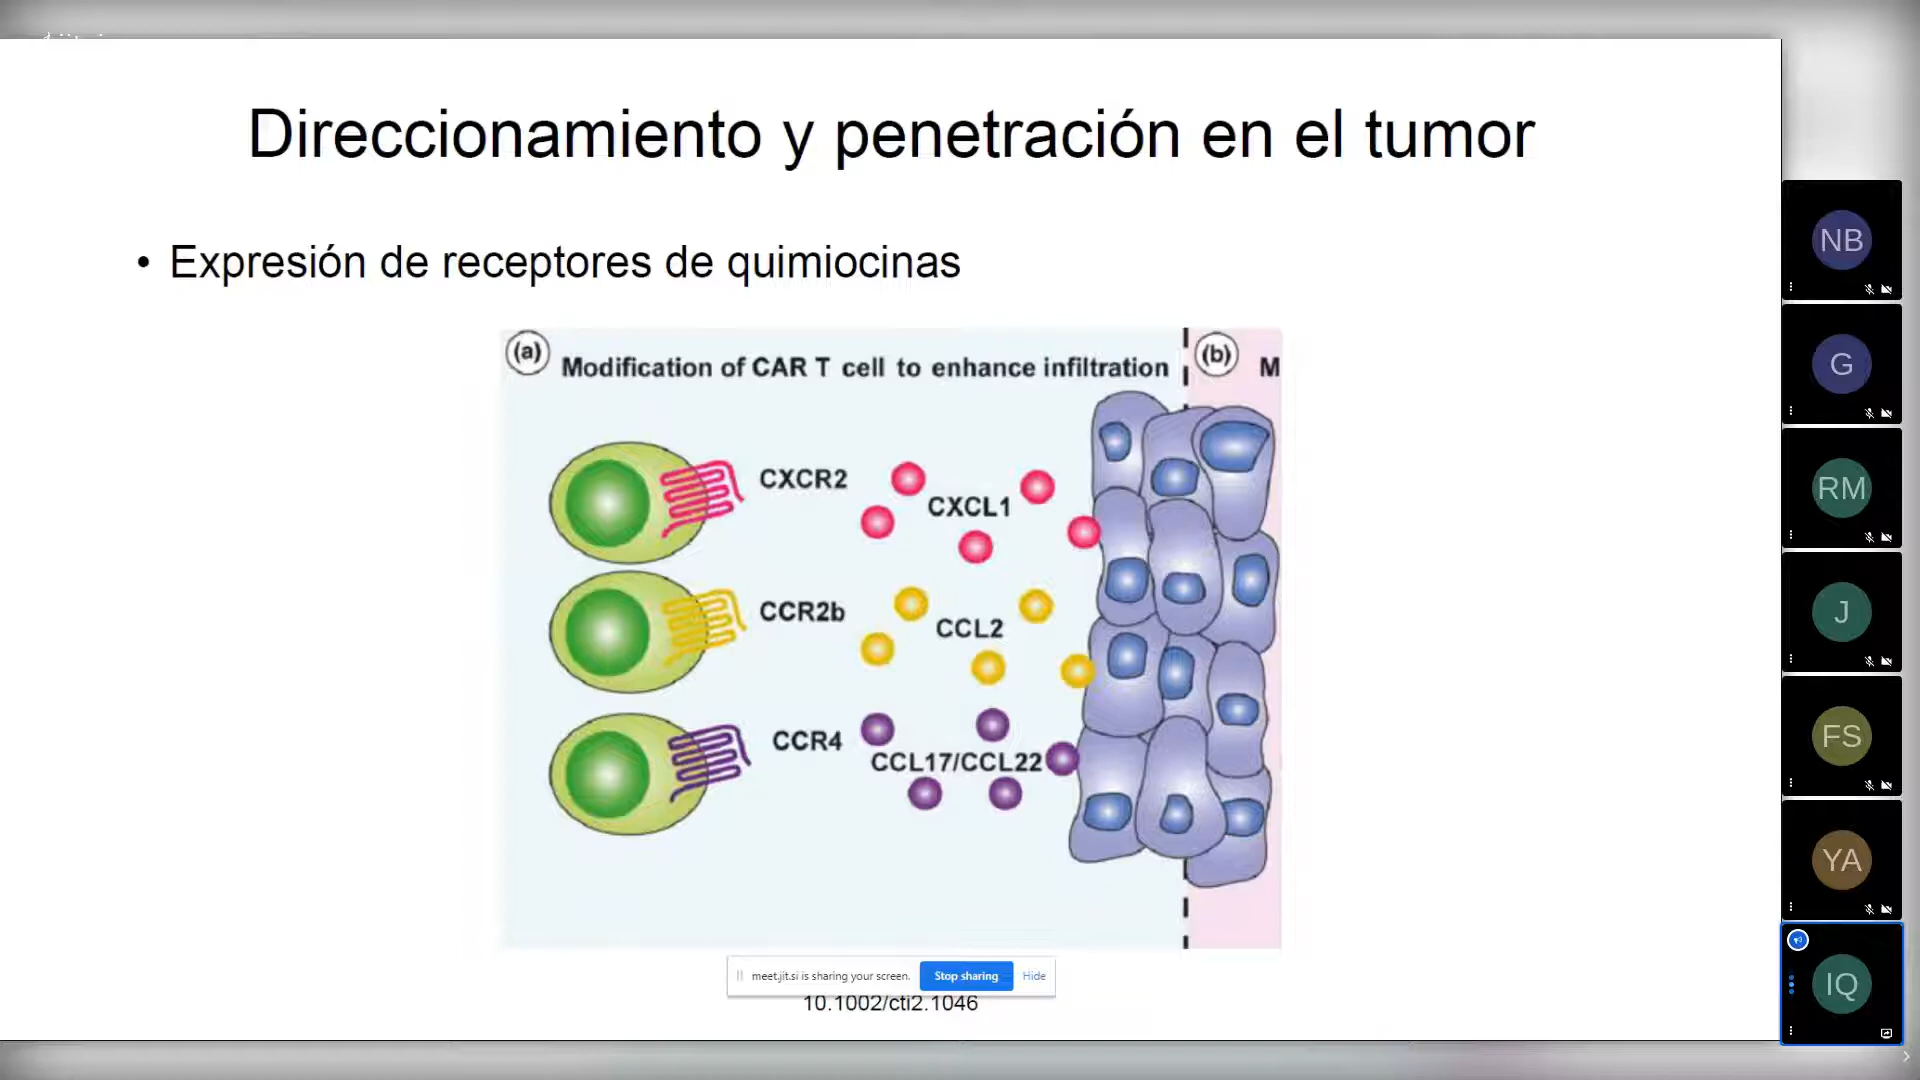 Direccionamiento y penetración en el tumor
• Expresión de receptores de quimiocinas
(a) Modification of CAR T cell to enhance infiltration
(b) M
CXCR2
CXCL1
CCR2b
CCL2
CCR4
CCL17/CCL22
meet.jit.si is sharing your screen. Stop sharing Hide
10.1002/cti2.1046
NB
G
RM
J
FS
YA
IQ